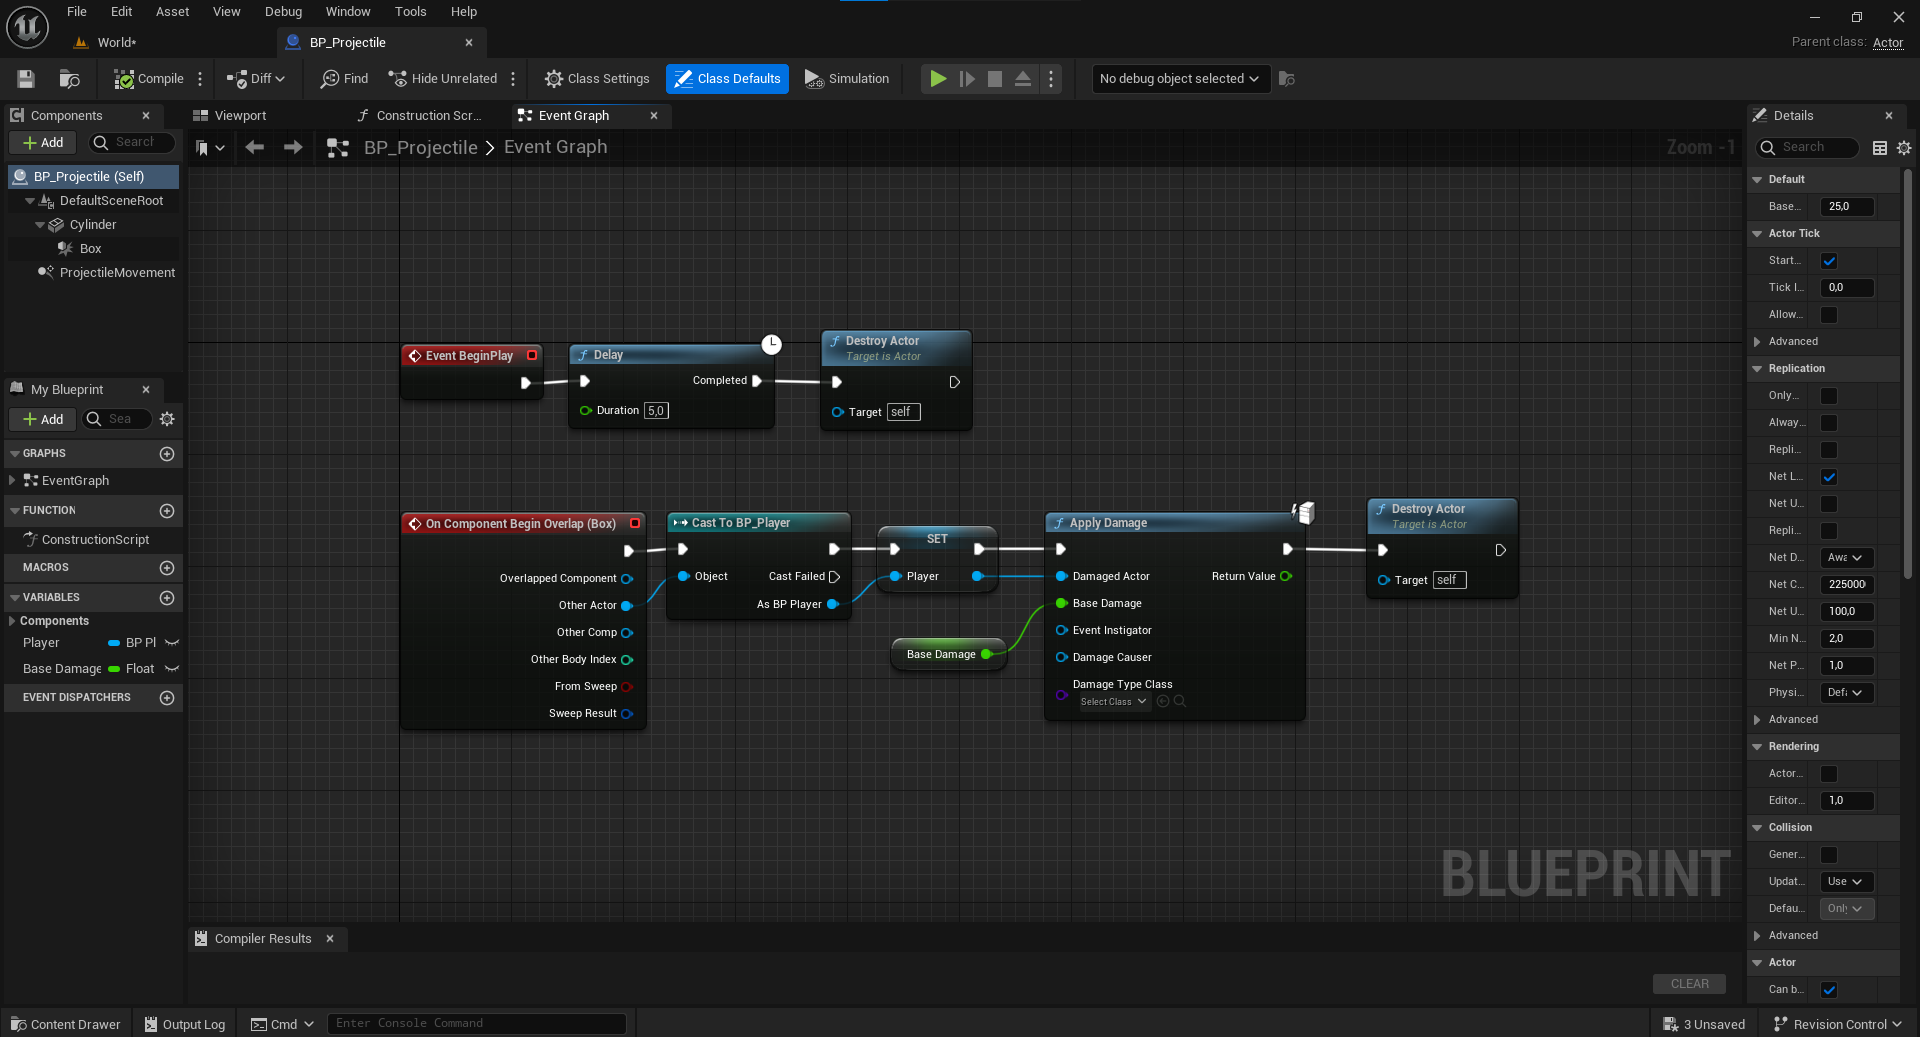 File Edit Asset View Debug Window Tools Help
World*
BP_Projectile
Parent class: Actor
Compile
Diff
Find
Hide Unrelated
Class Settings
Class Defaults
Simulation
No debug object selected
Components
Add
Search
BP_Projectile (Self)
DefaultSceneRoot
Cylinder
Box
ProjectileMovement
My Blueprint
Add
Sea
GRAPHS
EventGraph
FUNCTION
ConstructionScript
MACROS
VARIABLES
Components
Player BP Pl
Base Damage Float
EVENT DISPATCHERS
Viewport
Construction Scr...
Event Graph
BP_Projectile > Event Graph
Zoom -1
Event BeginPlay
Delay
Completed
Duration 5,0
Destroy Actor
Target is Actor
Target self
On Component Begin Overlap (Box)
Overlapped Component
Other Actor
Other Comp
Other Body Index
From Sweep
Sweep Result
Cast To BP_Player
Object Cast Failed
As BP Player
SET
Player
Base Damage
Apply Damage
Damaged Actor Return Value
Base Damage
Event Instigator
Damage Causer
Damage Type Class
Select Class
Destroy Actor
Target is Actor
Target self
BLUEPRINT
Compiler Results
CLEAR
Details
Search
Default
Base... 25,0
Actor Tick
Start...
Tick I... 0,0
Allow...
Advanced
Replication
Only...
Alway...
Repli...
Net L...
Net U...
Repli...
Net D... Awa
Net C... 225000
Net U... 100,0
Min N... 2,0
Net P... 1,0
Physi... Def
Advanced
Rendering
Actor...
Editor... 1,0
Collision
Gener...
Updat... Use
Defau... Onl
Advanced
Actor
Can b...
Content Drawer
Output Log
Cmd
Enter Console Command
3 Unsaved
Revision Control